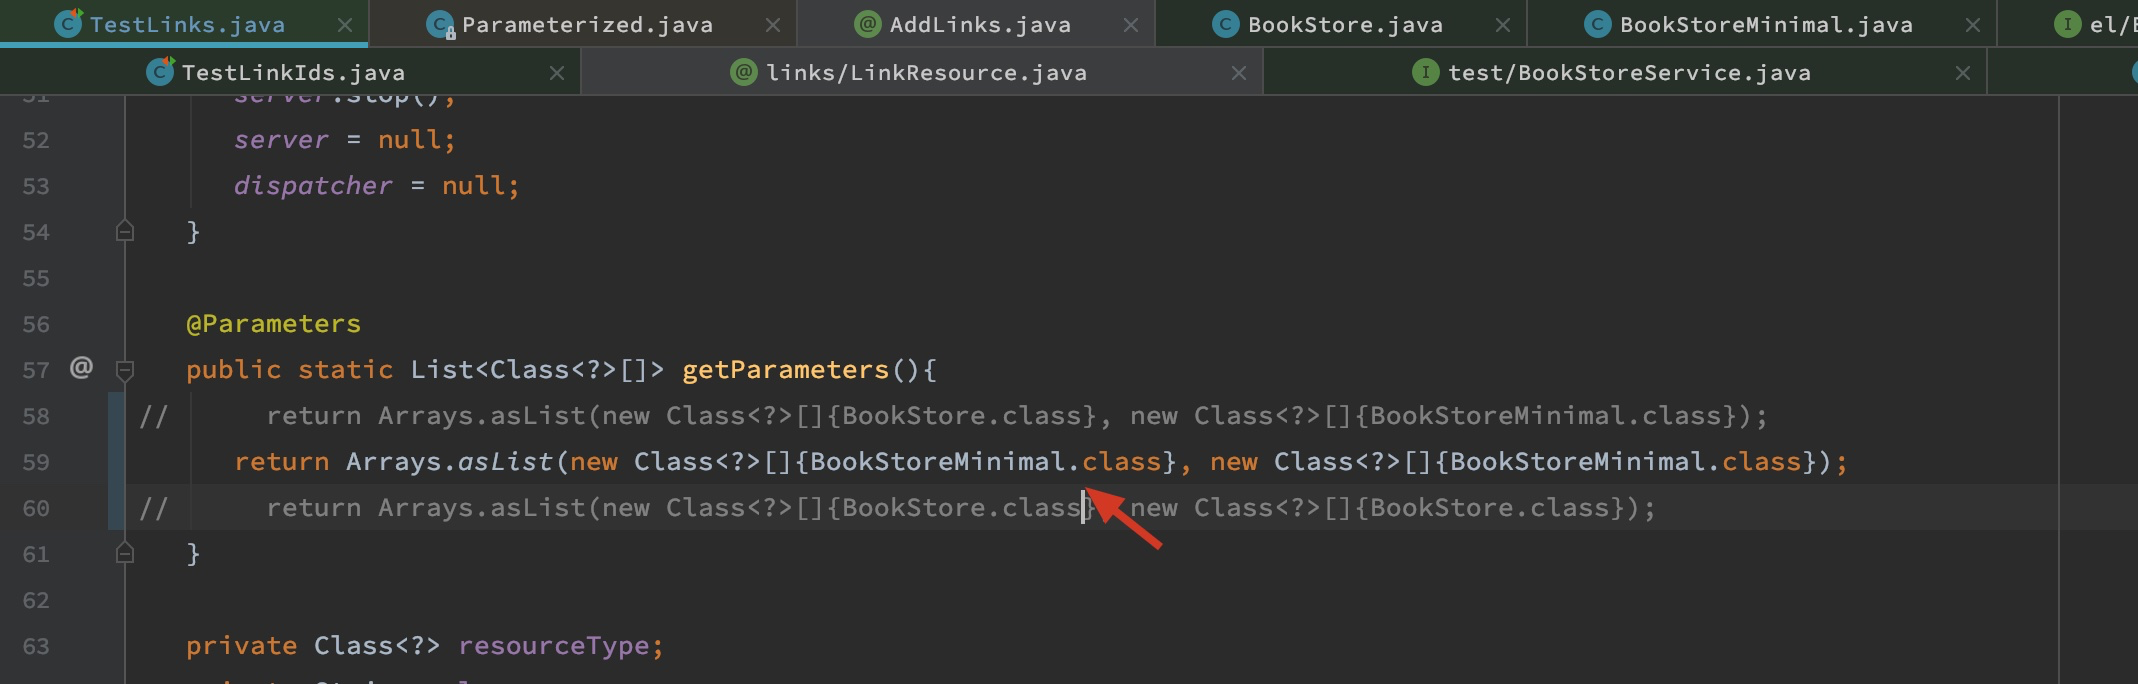 TestLinks.java Parameterized.java AddLinks.java BookStore.java BookStoreMinimal.java
TestLinkIds.java links/LinkResource.java test/BookStoreService.java
51 server.stop();
52 server = null;
53 dispatcher = null;
54 }
55
56 @Parameters
57 @ public static List<Class<?>[]> getParameters(){
58 // return Arrays.asList(new Class<?>[]{BookStore.class}, new Class<?>[]{BookStoreMinimal.class});
59 return Arrays.asList(new Class<?>[]{BookStoreMinimal.class}, new Class<?>[]{BookStoreMinimal.class});
60 // return Arrays.asList(new Class<?>[]{BookStore.class} new Class<?>[]{BookStore.class});
61 }
62
63 private Class<?> resourceType;